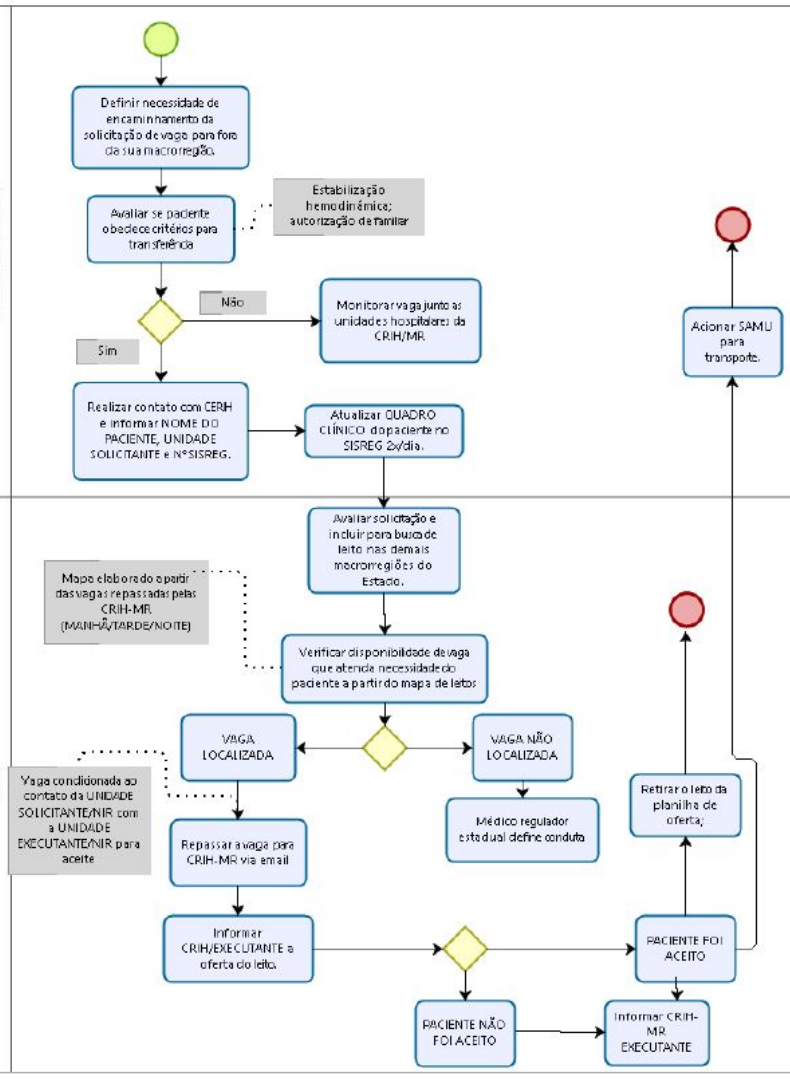 Definir necessidade de
encaminhamento da
solicitação de vaga para fora
da sua macrorregião.
Avaliar se paciente
obedece critérios para
transferência
Estabilização
hemodinâmica;
autorização de familar
Não
Sim
Monitorar vaga junto as
unidades hospitalares da
CRIH/MR
Acionar SAMU
para
transporte.
Realizar contato com CERH
e informar NOME DO
PACIENTE, UNIDADE
SOLICITANTE e N°SISREG.
Atualizar QUADRO
CLÍNICO do paciente no
SISREG 2x/dia.
Avaliar solicitação e
incluir para busca de
leito nas demais
macrorregiões do
Estado.
Mapa elaborado a partir
das vagas repassadas pelas
CRIH-MR
(MANHÃ/TARDE/NOITE)
Verificar disponibilidade de vaga
que atenda necessidade do
paciente a partir do mapa de leitos
VAGA
LOCALIZADA
VAGA NÃO
LOCALIZADA
Vaga condicionada ao
contato da UNIDADE
SOLICITANTE/NIR com
a UNIDADE
EXECUTANTE/NIR para
aceite
Repassar a vaga para
CRIH-MR via email
Médico regulador
estadual define conduta
Retirar o leito da
planilha de
oferta;
Informar
CRIH/EXECUTANTE a
oferta do leito.
PACIENTE FOI
ACEITO
PACIENTE NÃO
FOI ACEITO
Informar CRIH-
MR
EXECUTANTE